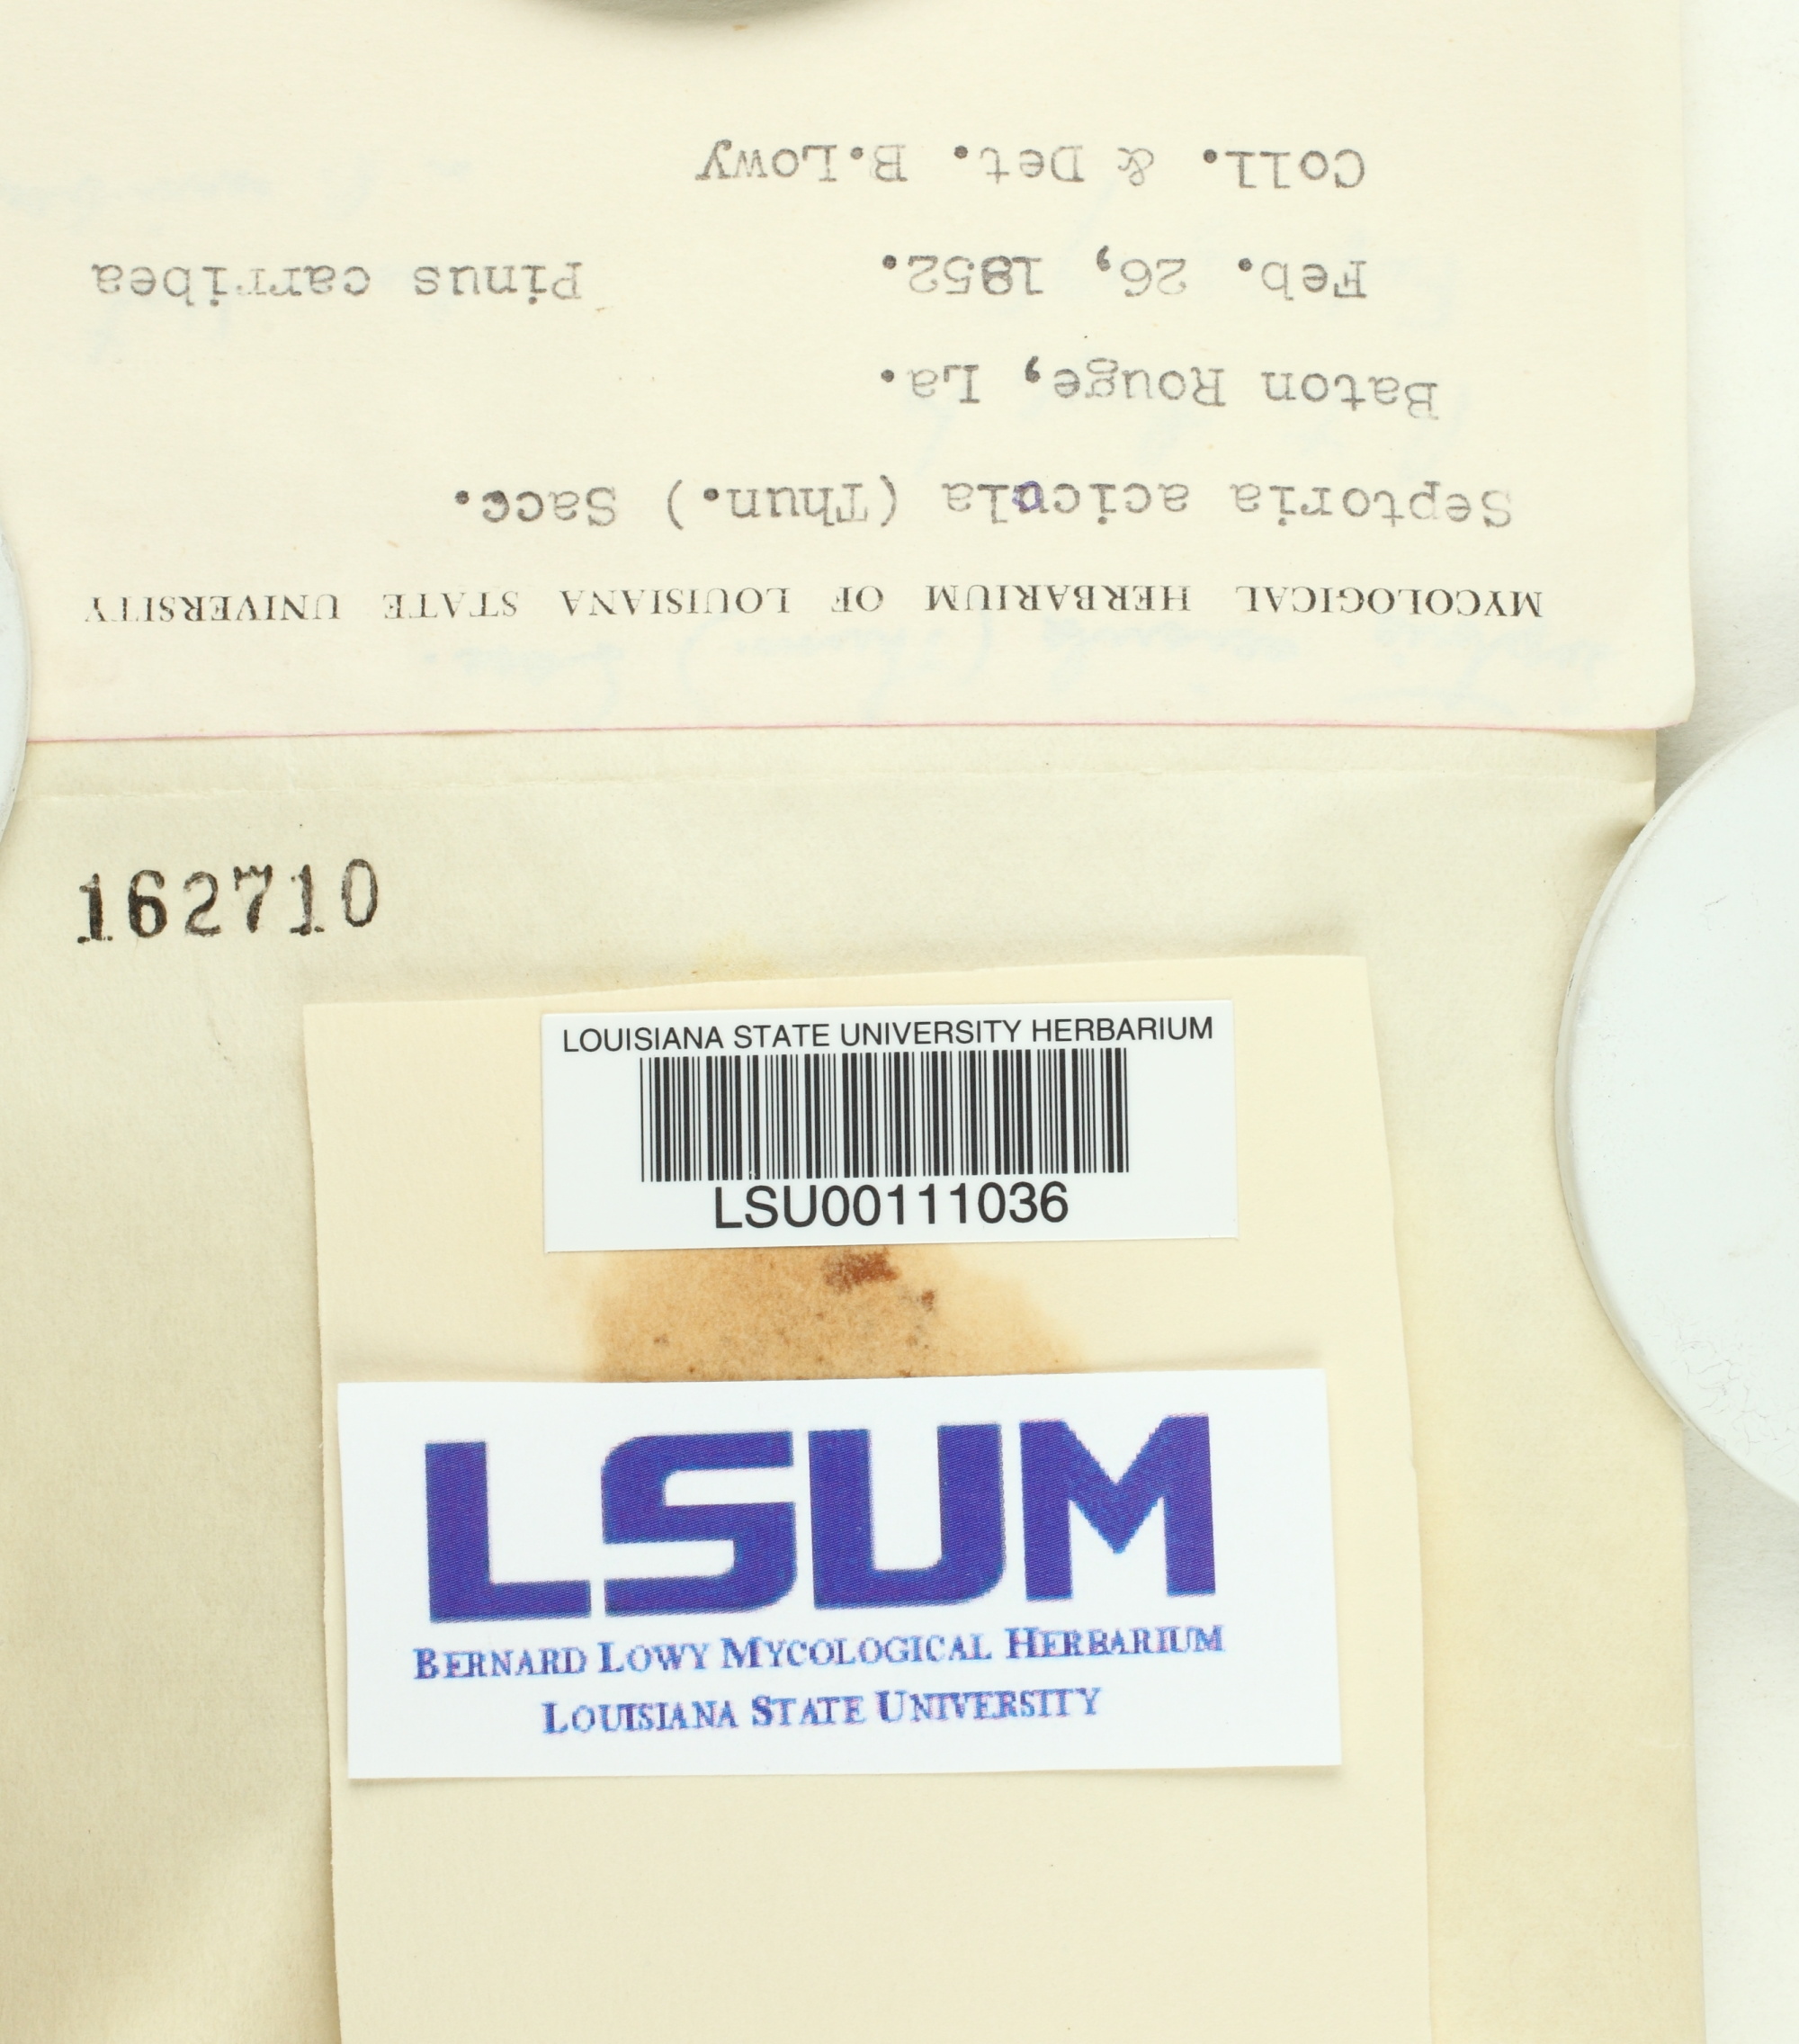 MYCOLOGICAL HERBARIUM OF LOUISIANA STATE UNIVERSITY
Septoria acicula (Thun.) Sacc.
Baton Rouge, La.
Feb. 26, 1952. Pinus carribea
Coll. & Det. B.Lowy
162710
LOUISIANA STATE UNIVERSITY HERBARIUM
LSU00111036
LSUM
BERNARD LOWY MYCOLOGICAL HERBARIUM
LOUISIANA STATE UNIVERSITY